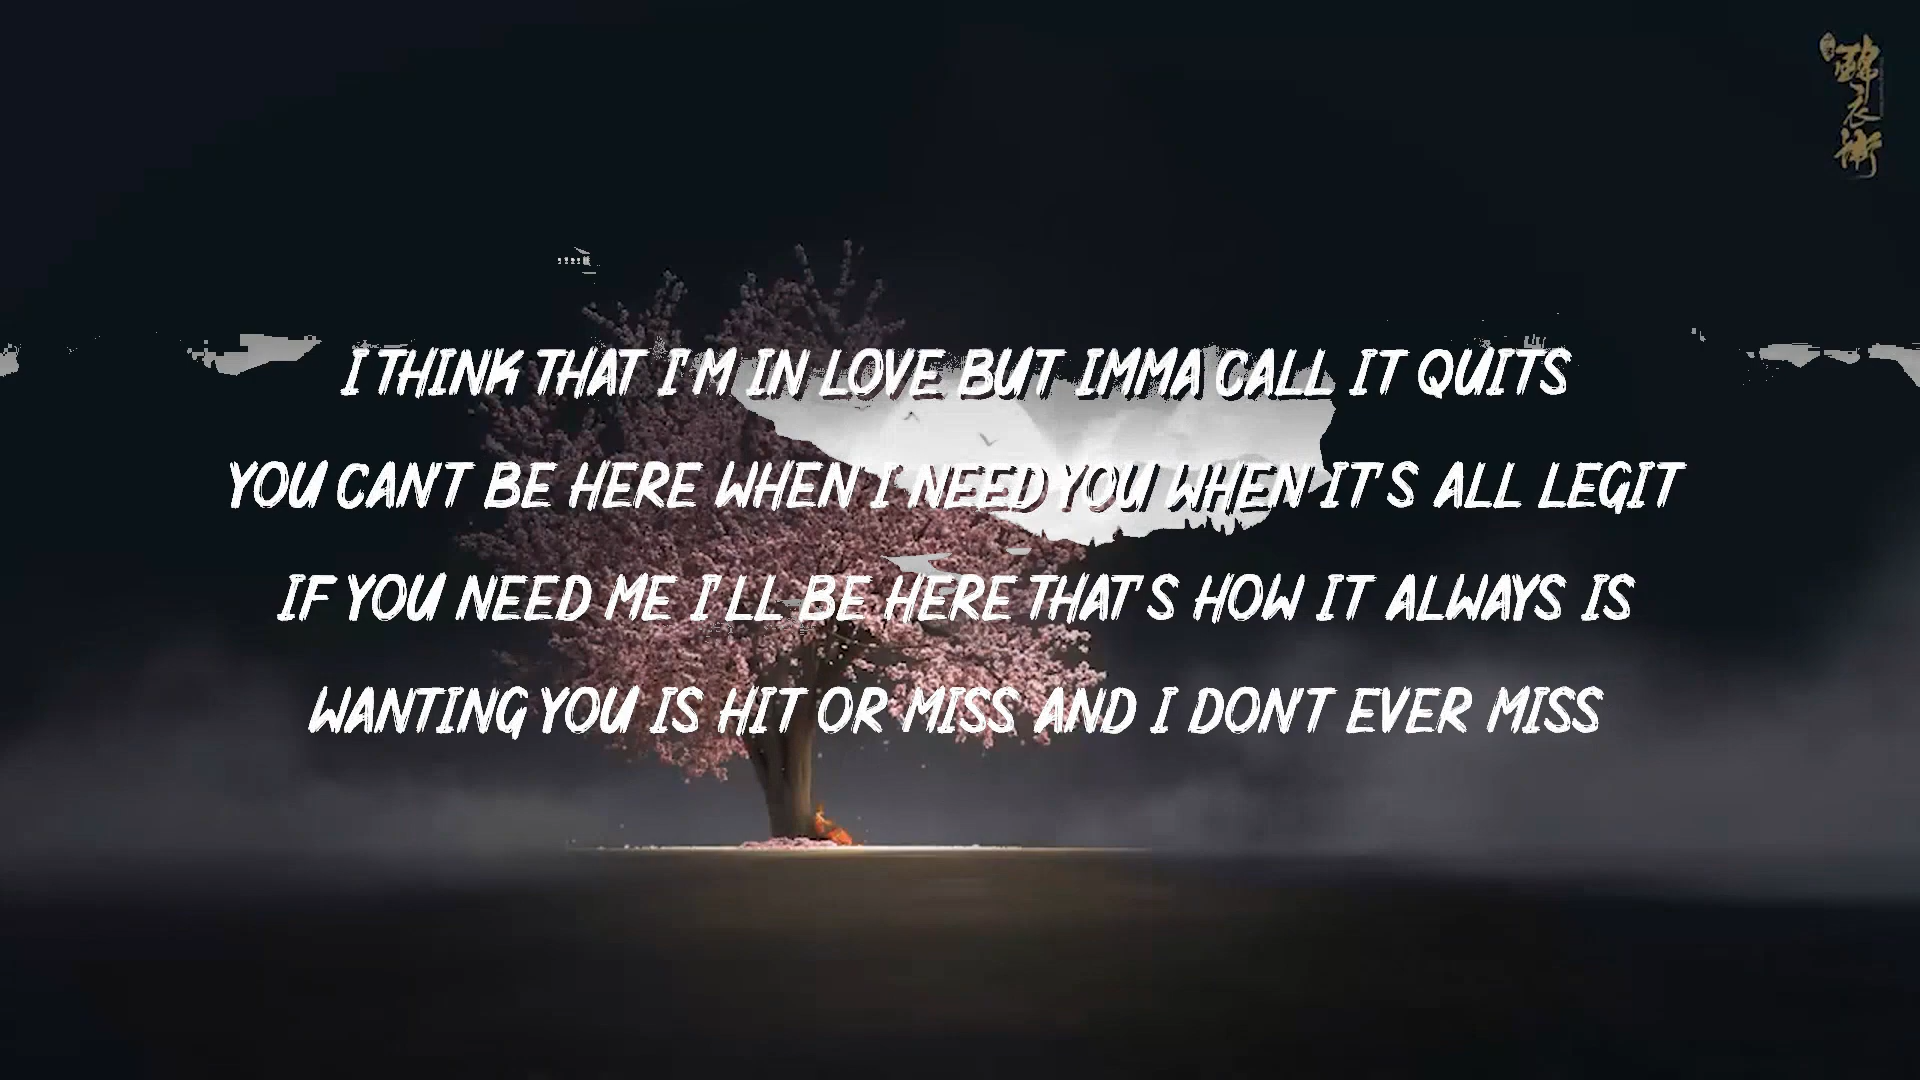 I THINK THAT I'M IN LOVE BUT IMMA CALL IT QUITS
YOU CAN'T BE HERE WHEN I NEED YOU WHEN IT'S ALL LEGIT
IF YOU NEED ME I'LL BE HERE THAT'S HOW IT ALWAYS IS
WANTING YOU IS HIT OR MISS AND I DON'T EVER MISS